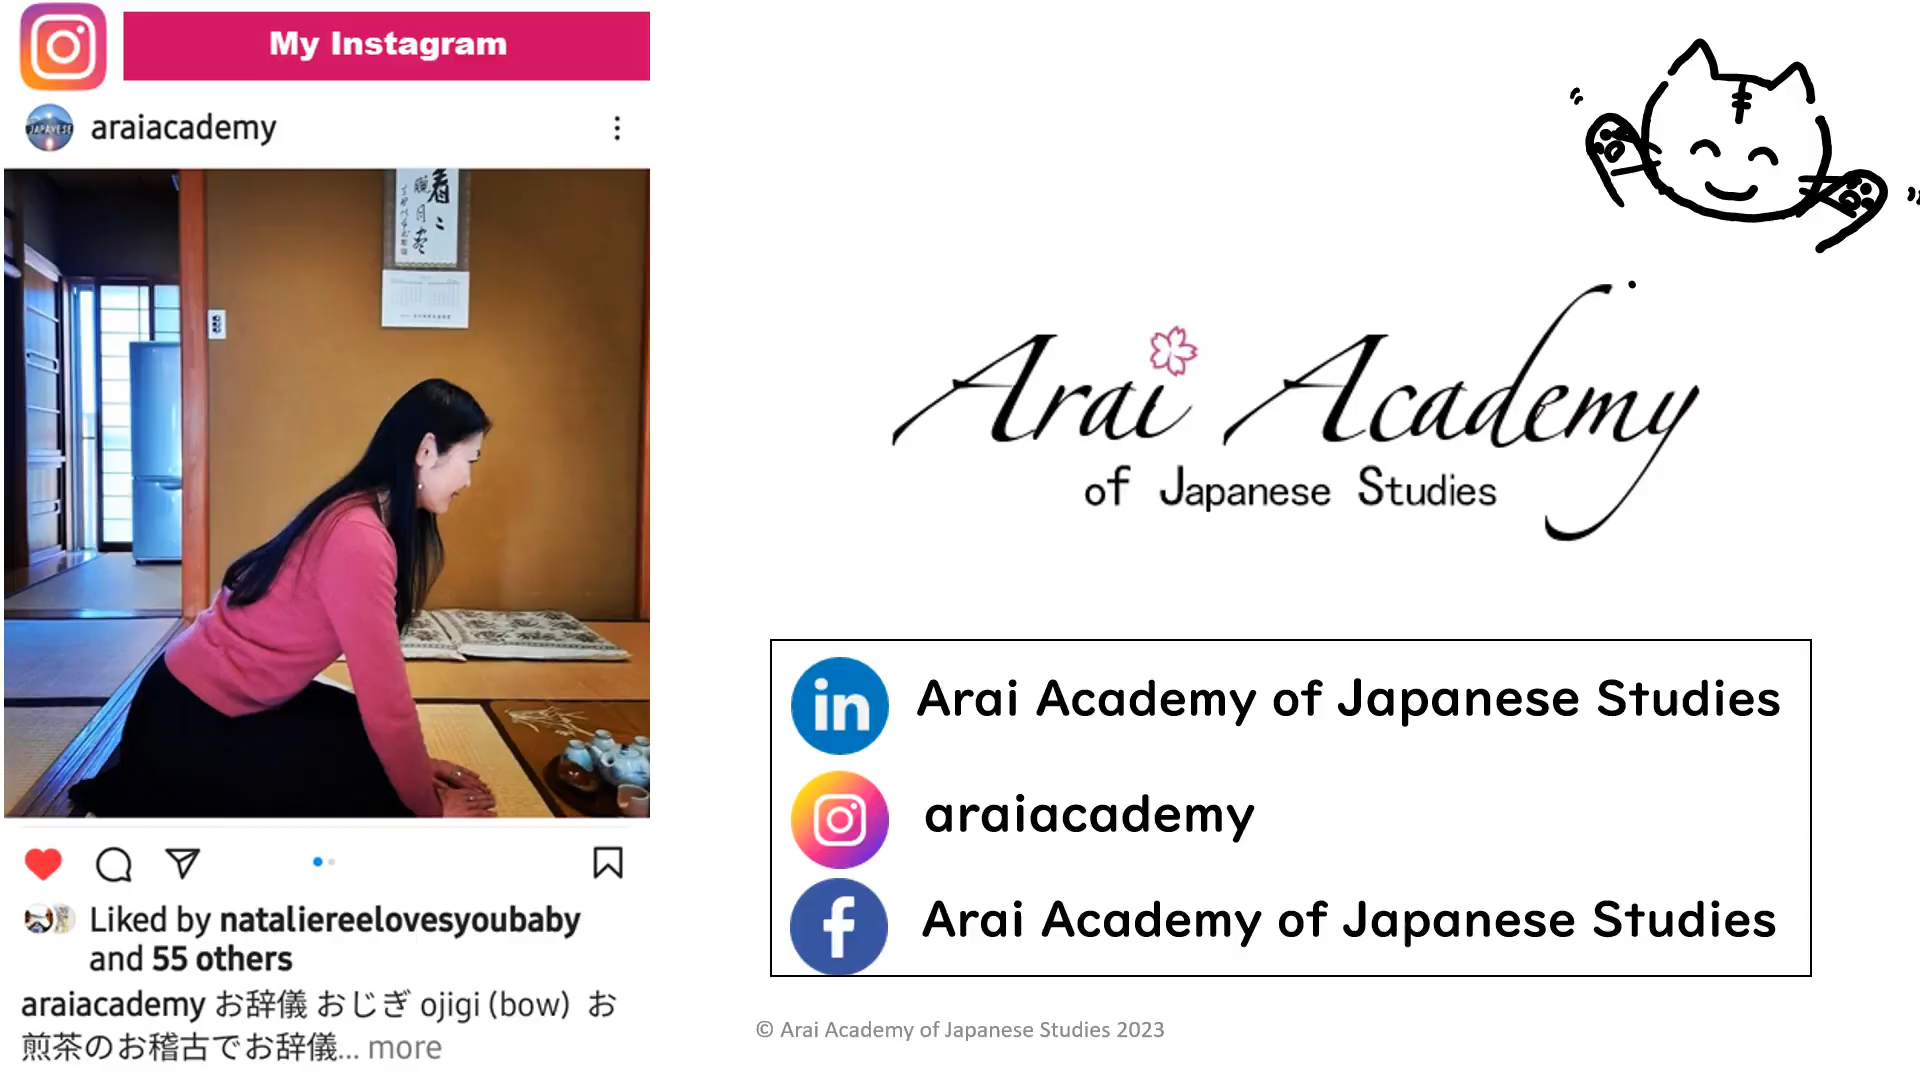 My Instagram
JAPANESE
araiacademy
Liked by nataliereelovesyoubaby
and 55 others
araiacademy お辞儀 おじぎ ojigi (bow) お
煎茶のお稽古でお辞儀... more
Arai Academy
of Japanese Studies
in Arai Academy of Japanese Studies
araiacademy
f Arai Academy of Japanese Studies
© Arai Academy of Japanese Studies 2023